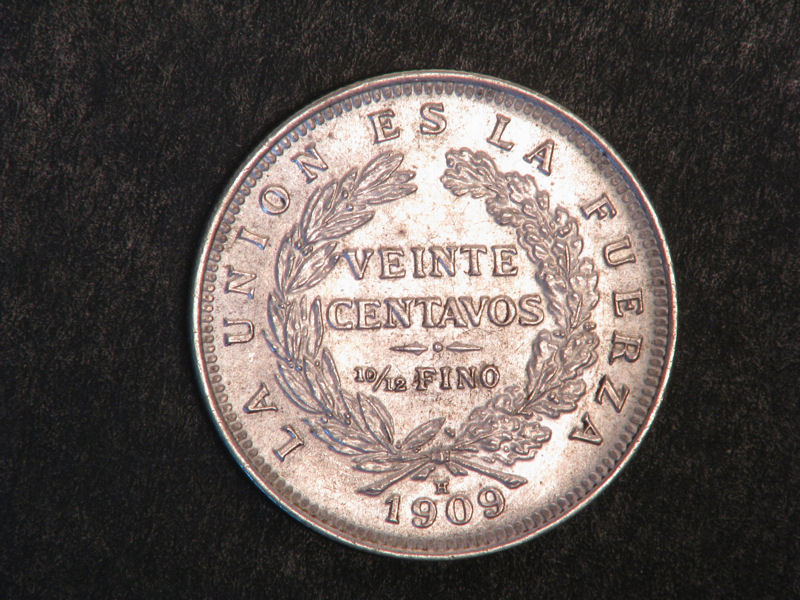 LA UNION ES LA FUERZA
VEINTE
CENTAVOS
10/12 FINO
H
1909